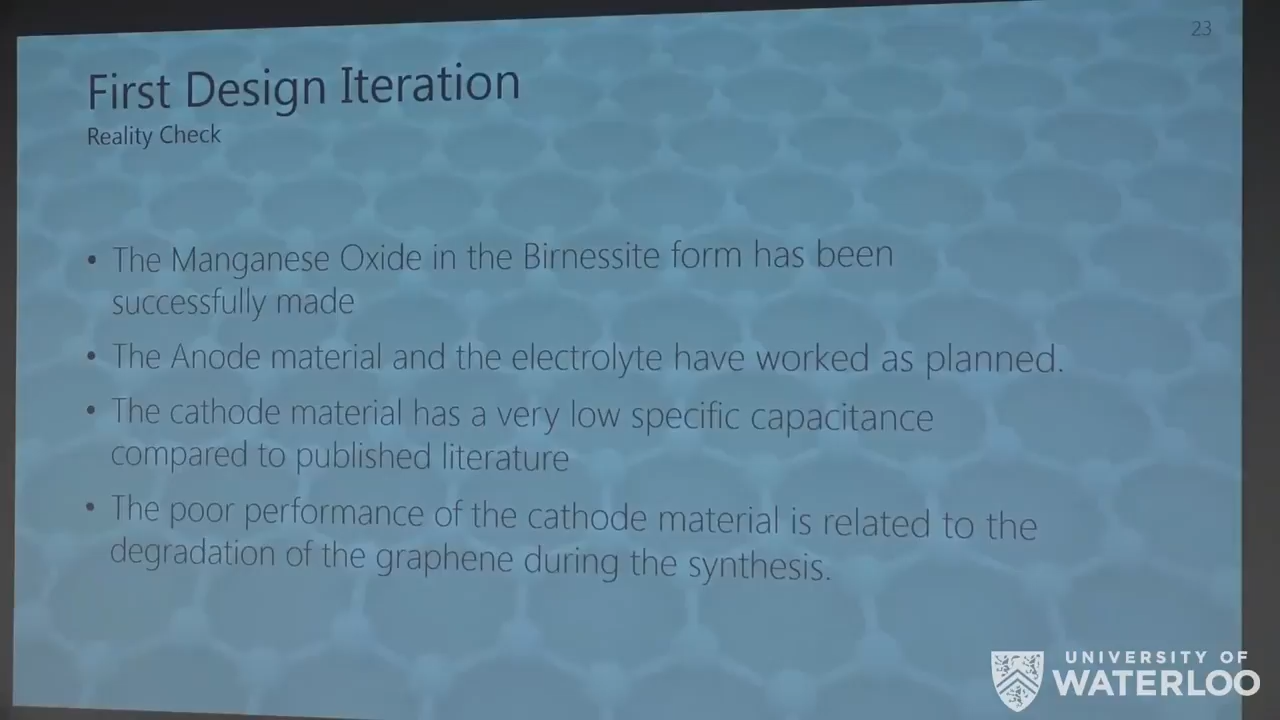 23
First Design Iteration
Reality Check
• The Manganese Oxide in the Birnessite form has been
successfully made
• The Anode material and the electrolyte have worked as planned.
• The cathode material has a very low specific capacitance
compared to published literature
• The poor performance of the cathode material is related to the
degradation of the graphene during the synthesis.
UNIVERSITY OF
WATERLOO